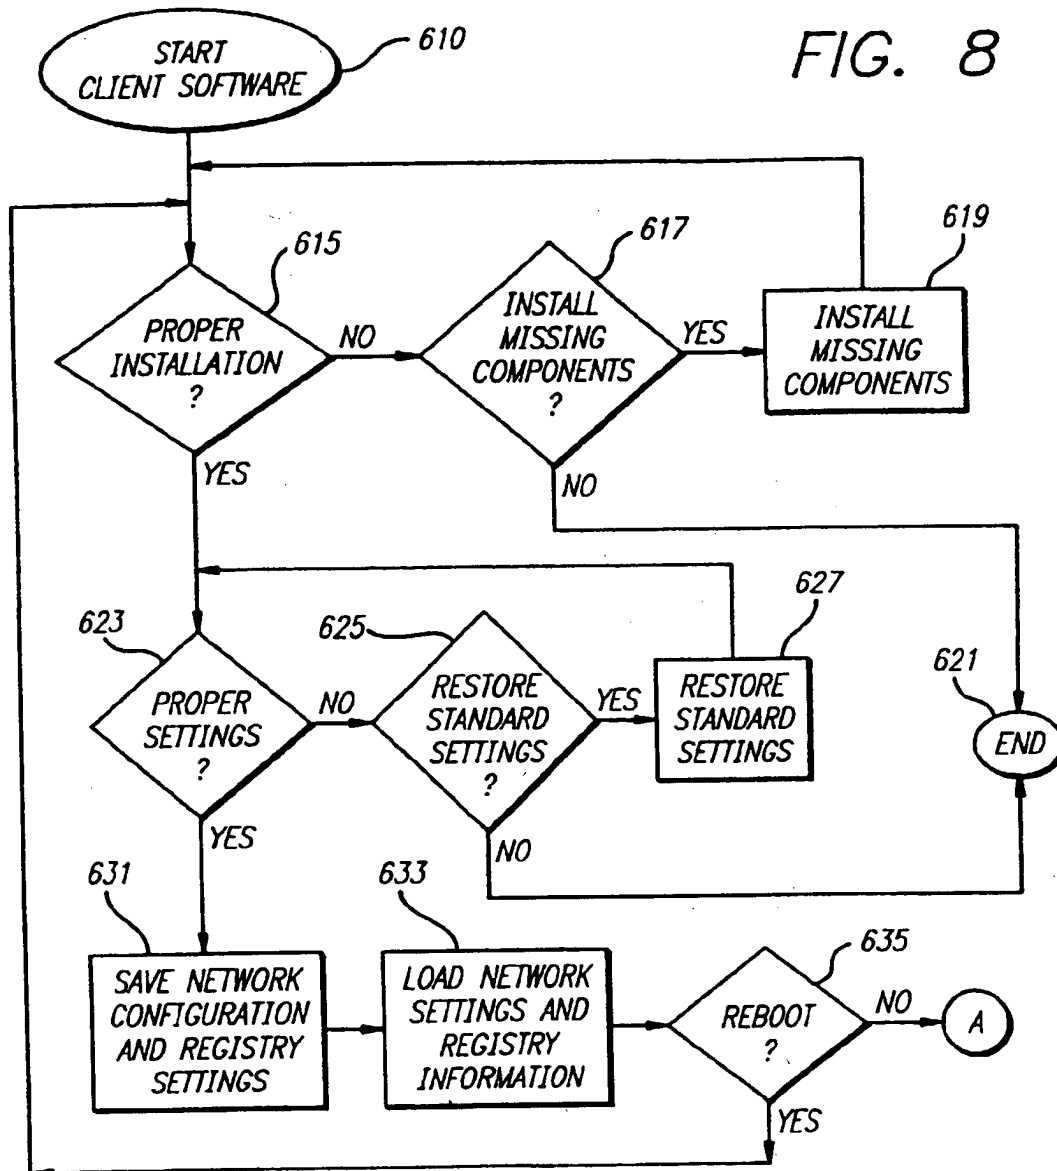 FIG. 8
START
CLIENT SOFTWARE
610
615
PROPER
INSTALLATION
?
NO
YES
617
INSTALL
MISSING
COMPONENTS
?
YES
NO
619
INSTALL
MISSING
COMPONENTS
623
PROPER
SETTINGS
?
NO
YES
625
RESTORE
STANDARD
SETTINGS
?
YES
NO
627
RESTORE
STANDARD
SETTINGS
621
END
631
SAVE NETWORK
CONFIGURATION
AND REGISTRY
SETTINGS
633
LOAD NETWORK
SETTINGS AND
REGISTRY
INFORMATION
635
REBOOT
?
NO
A
YES